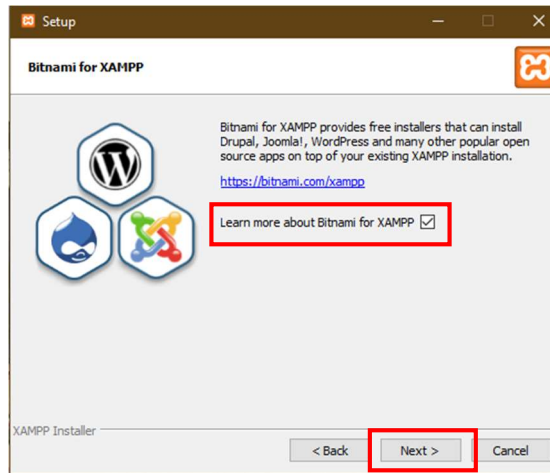 Setup
Bitnami for XAMPP
Bitnami for XAMPP provides free installers that can install
Drupal, Joomla!, WordPress and many other popular open
source apps on top of your existing XAMPP installation.
https://bitnami.com/xampp
Learn more about Bitnami for XAMPP
XAMPP Installer
< Back Next > Cancel